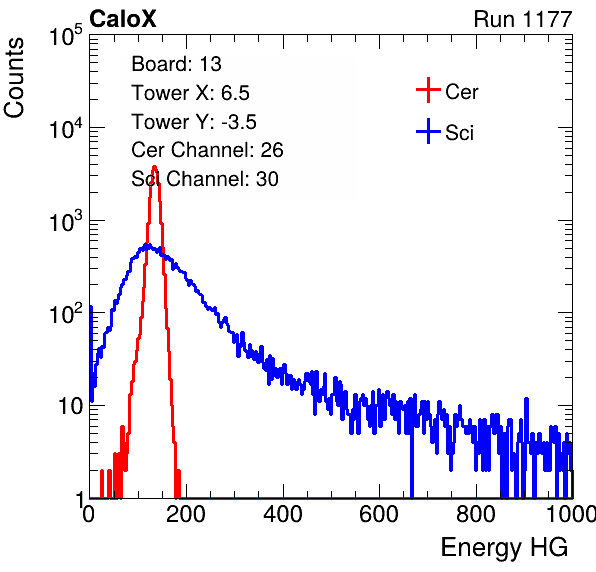 CaloX Run 1177
Counts
Board: 13
Tower X: 6.5
Tower Y: -3.5
Cer Channel: 26
Sci Channel: 30
Cer
Sci
10^5
10^4
10^3
10^2
10
1
0 200 400 600 800 1000
Energy HG